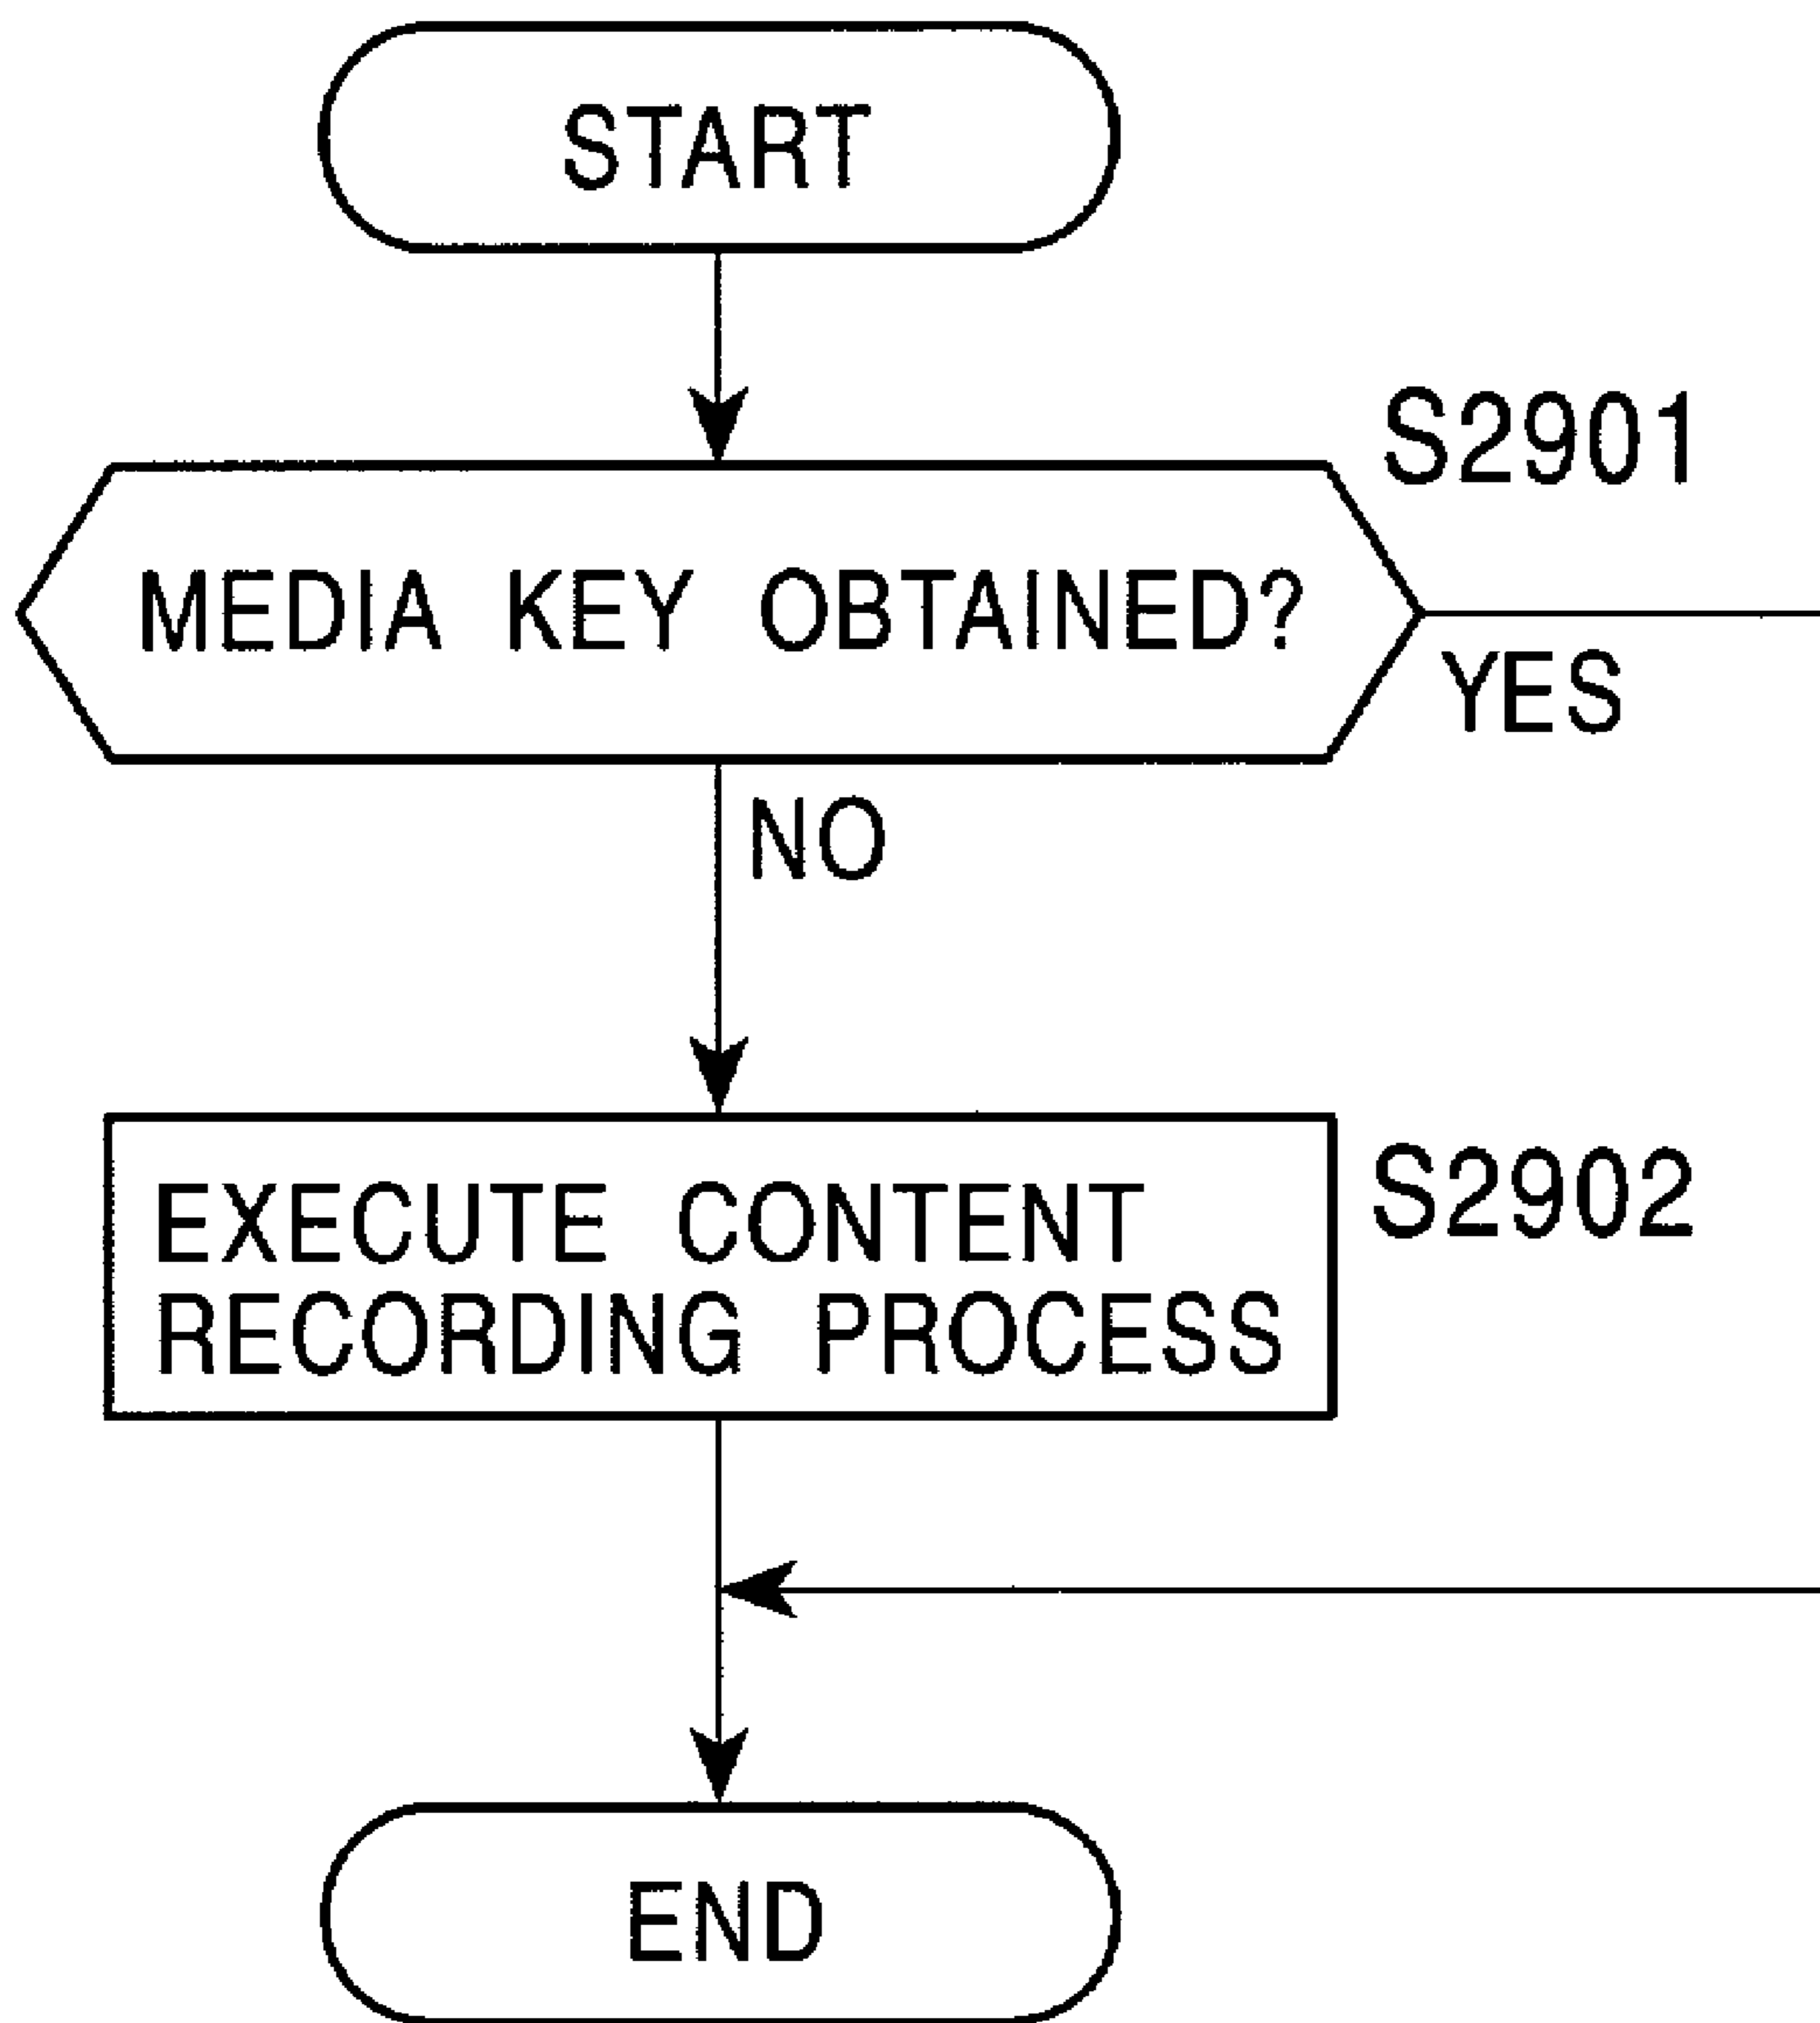 START
S2901
MEDIA KEY OBTAINED?
YES
NO
S2902
EXECUTE CONTENT
RECORDING PROCESS
END